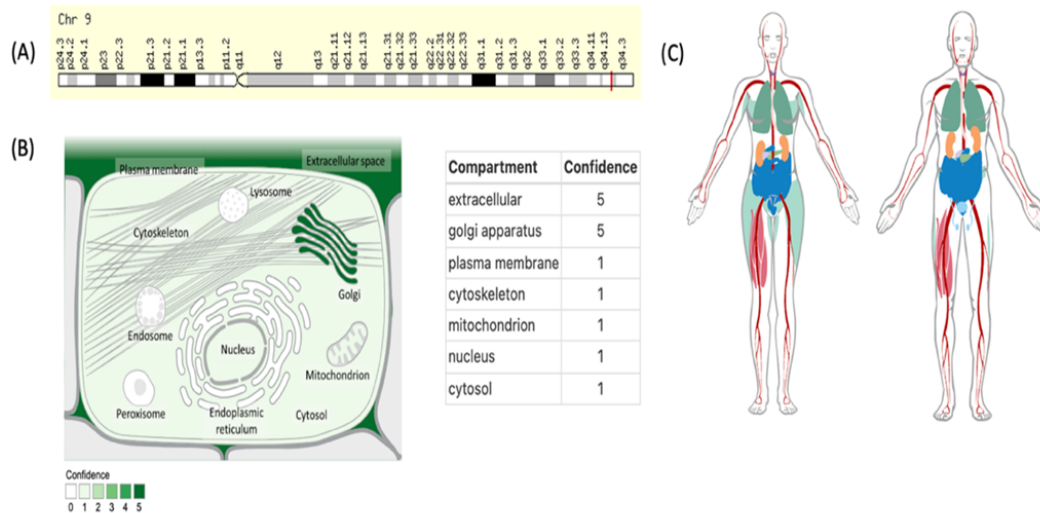 (A)
Chr 9
p24.3 p24.2 p24.1 p23 p22.3 p21.3 p21.2 p21.1 p13.3 p11.2 q11 q12 q13 q21.11 q21.12 q21.13 q21.31 q21.32 q21.33 q22.2 q22.31 q22.32 q22.33 q31.1 q31.2 q31.3 q32 q33.1 q33.2 q33.3 q34.11 q34.13 q34.3
(B)
Plasma membrane
Extracellular space
Lysosome
Cytoskeleton
Golgi
Endosome
Nucleus
Mitochondrion
Peroxisome
Endoplasmic
reticulum
Cytosol
Confidence
0 1 2 3 4 5
Compartment Confidence
extracellular 5
golgi apparatus 5
plasma membrane 1
cytoskeleton 1
mitochondrion 1
nucleus 1
cytosol 1
(C)